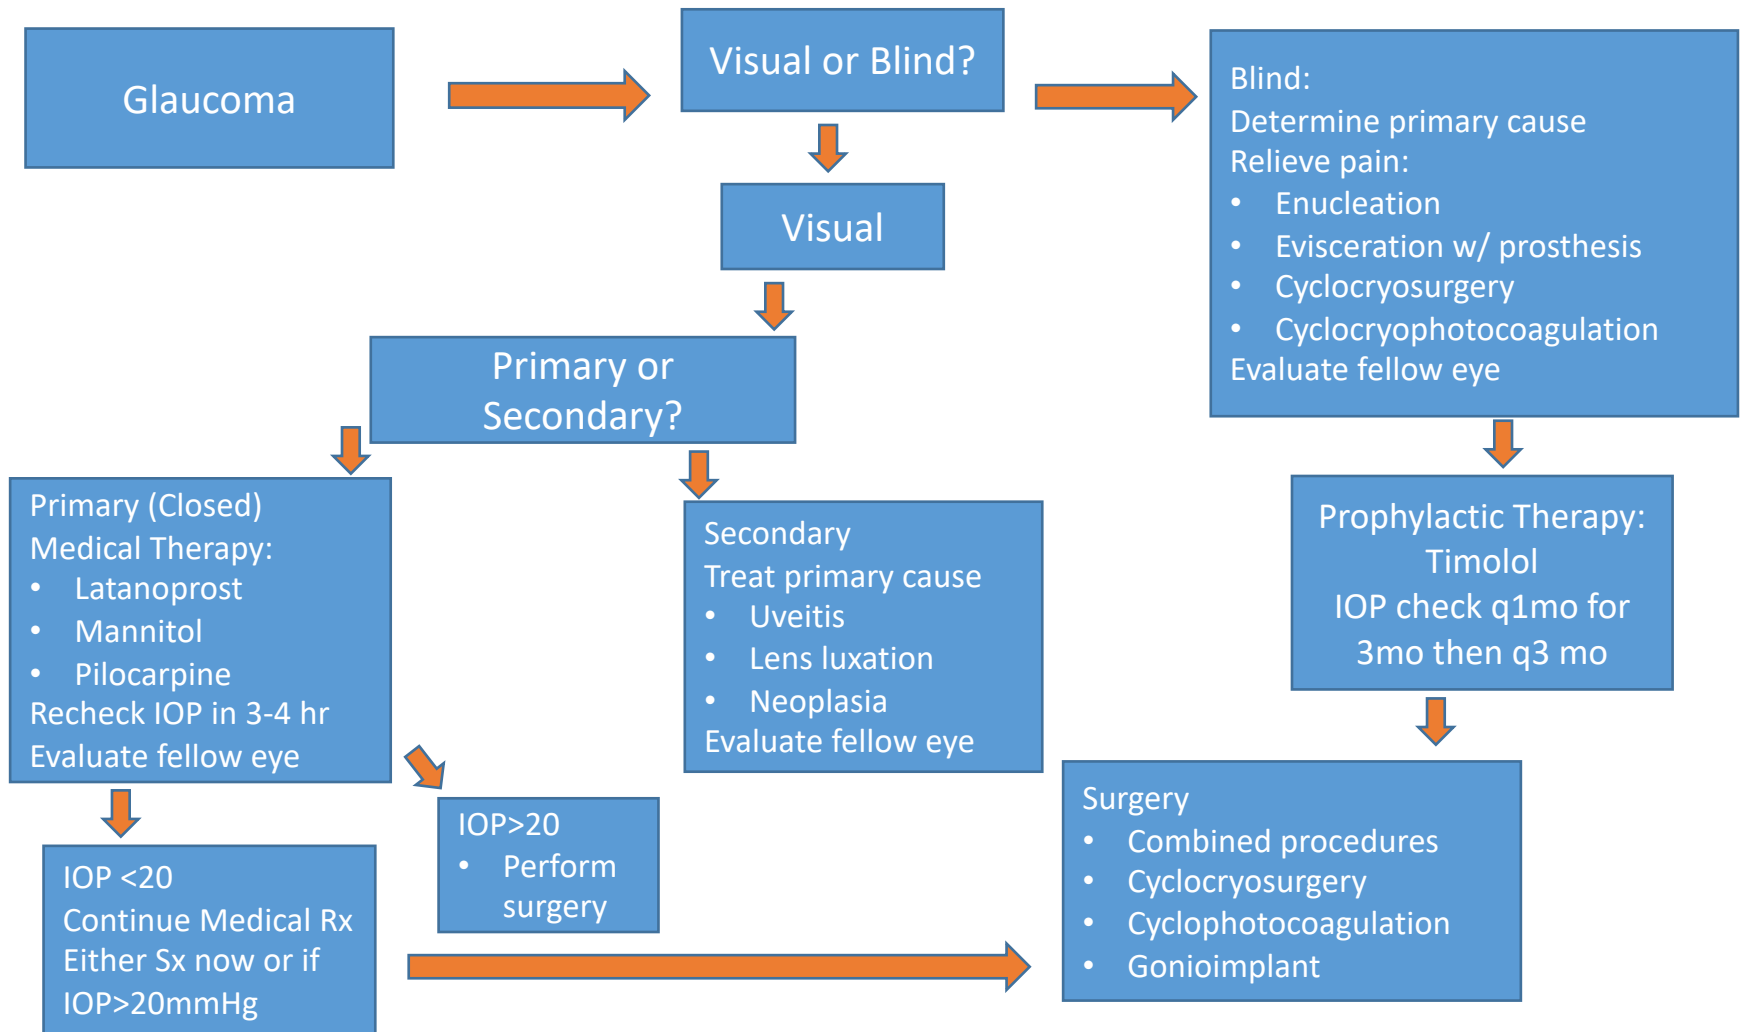 Glaucoma
Visual or Blind?
Blind:
Determine primary cause
Relieve pain:
• Enucleation
• Evisceration w/ prosthesis
• Cyclocryosurgery
• Cyclocryophotocoagulation
Evaluate fellow eye
Visual
Primary or
Secondary?
Primary (Closed)
Medical Therapy:
• Latanoprost
• Mannitol
• Pilocarpine
Recheck IOP in 3-4 hr
Evaluate fellow eye
Secondary
Treat primary cause
• Uveitis
• Lens luxation
• Neoplasia
Evaluate fellow eye
Prophylactic Therapy:
Timolol
IOP check q1mo for
3mo then q3 mo
IOP <20
Continue Medical Rx
Either Sx now or if
IOP>20mmHg
IOP>20
• Perform
surgery
Surgery
• Combined procedures
• Cyclocryosurgery
• Cyclophotocoagulation
• Gonioimplant